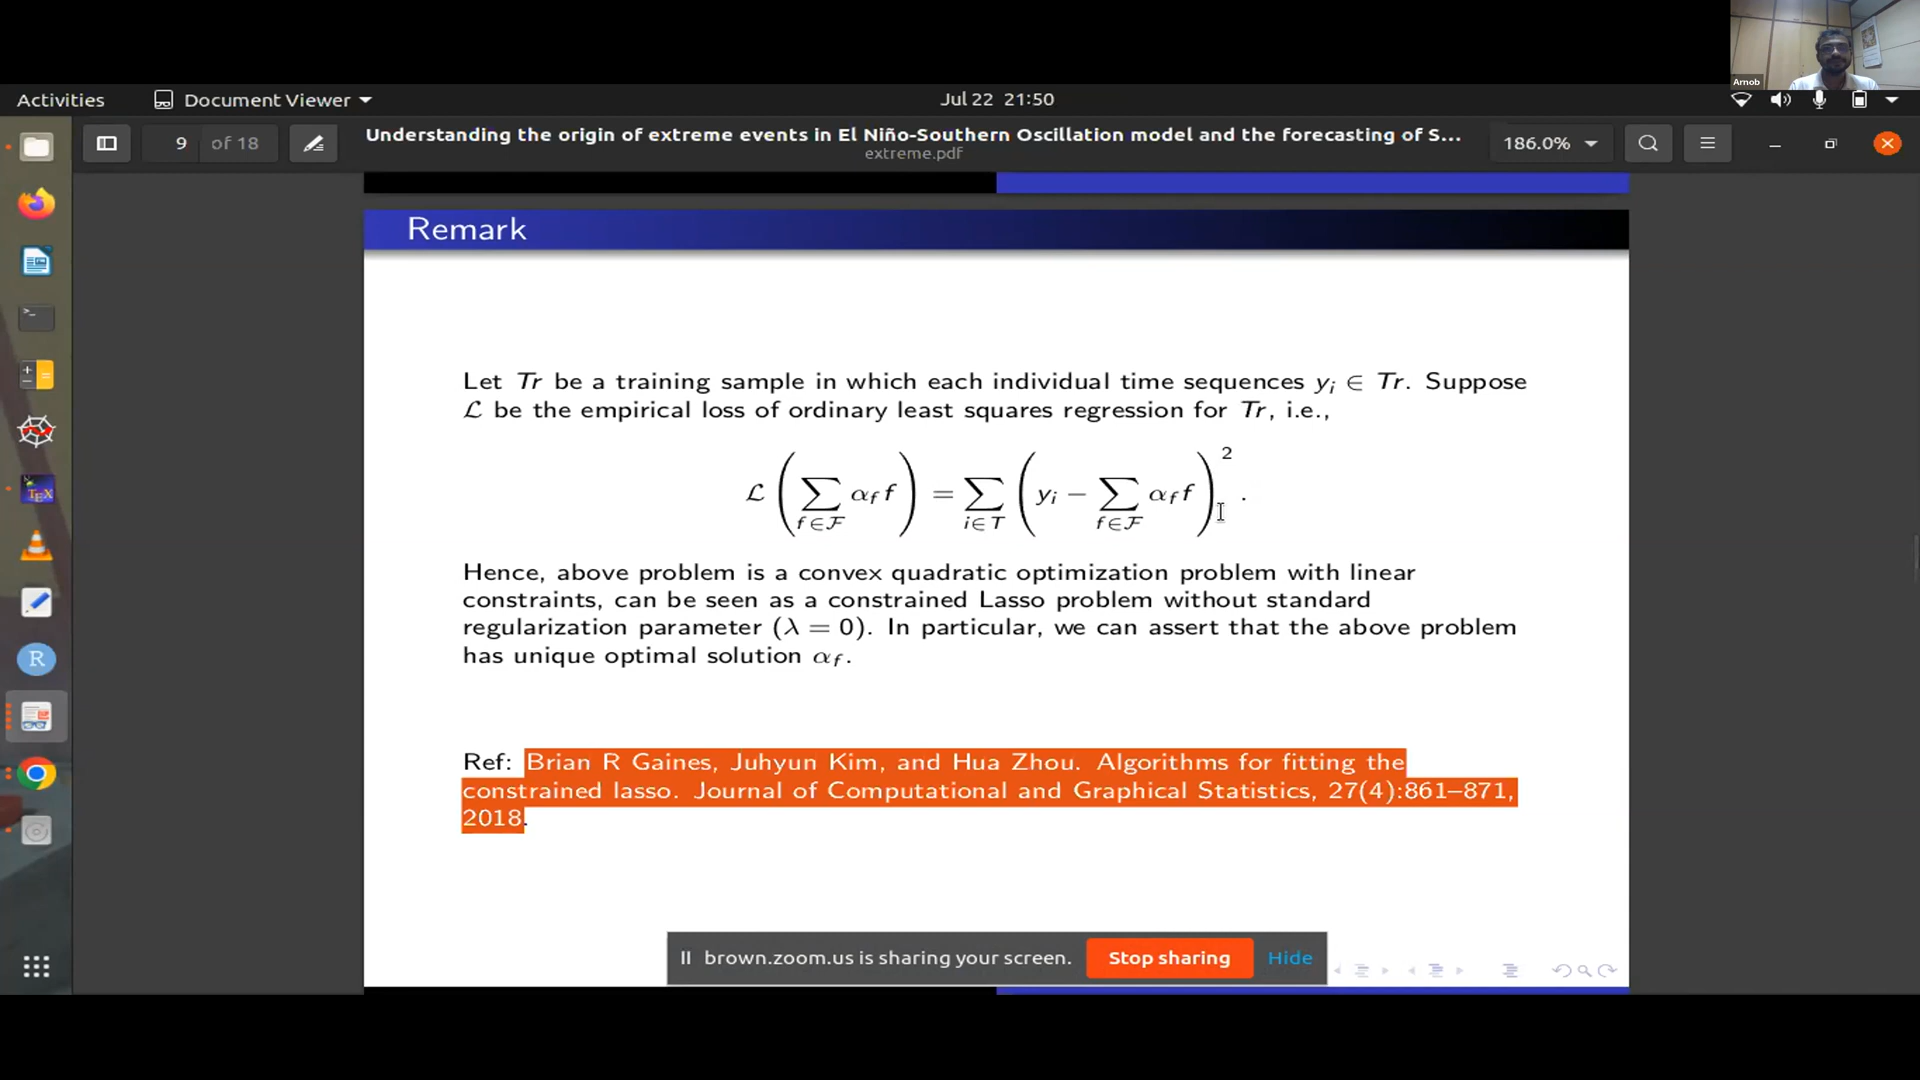 Arnob
Activities Document Viewer Jul 22 21:50
9 of 18 Understanding the origin of extreme events in El Niño-Southern Oscillation model and the forecasting of S... 186.0%
extreme.pdf
Remark
Let Tr be a training sample in which each individual time sequences yᵢ ∈ Tr. Suppose
ℒ be the empirical loss of ordinary least squares regression for Tr, i.e.,
ℒ (∑_{f∈ℱ} α_f f) = ∑_{i∈T} (yᵢ − ∑_{f∈ℱ} α_f f)² .
Hence, above problem is a convex quadratic optimization problem with linear
constraints, can be seen as a constrained Lasso problem without standard
regularization parameter (λ = 0). In particular, we can assert that the above problem
has unique optimal solution α_f.
Ref: Brian R Gaines, Juhyun Kim, and Hua Zhou. Algorithms for fitting the
constrained lasso. Journal of Computational and Graphical Statistics, 27(4):861–871,
2018.
brown.zoom.us is sharing your screen. Stop sharing Hide